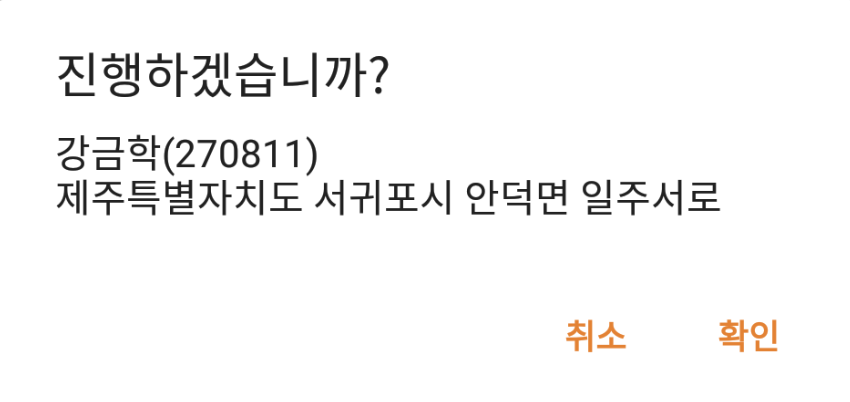 진행하겠습니까?
강금학(270811)
제주특별자치도 서귀포시 안덕면 일주서로
취소 확인